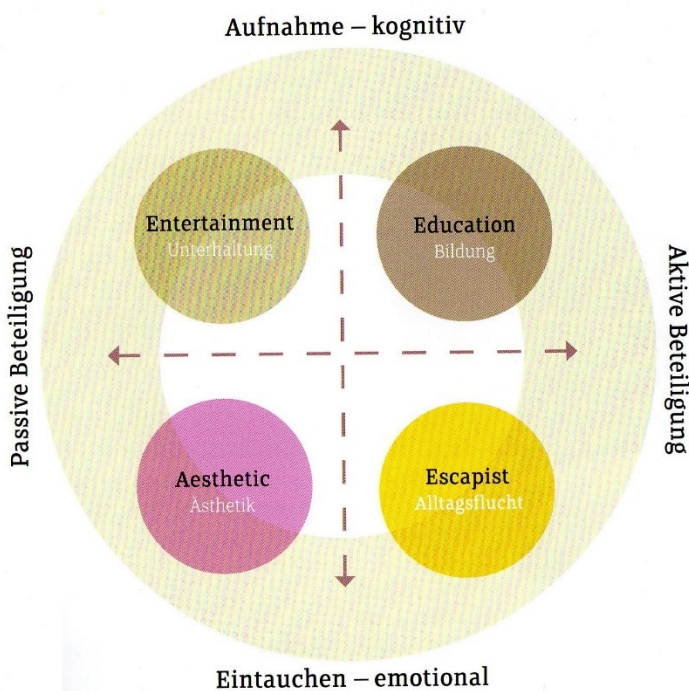 Aufnahme – kognitiv
Entertainment
Unterhaltung
Education
Bildung
Passive Beteiligung
Aktive Beteiligung
Aesthetic
Ästhetik
Escapist
Alltagsflucht
Eintauchen – emotional